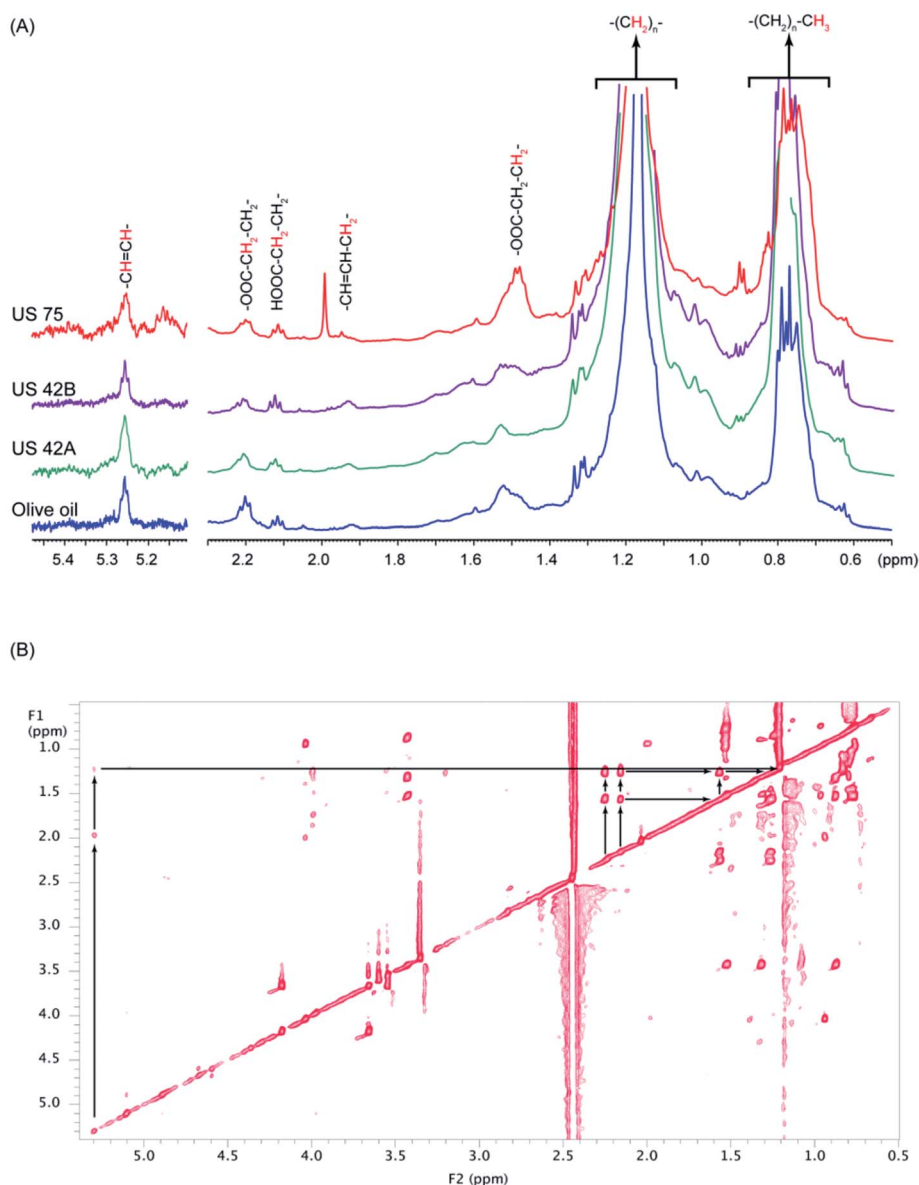 (A)
-(CH₂)ₙ-
-(CH₂)ₙ-CH₃
-CH=CH-
-OOC-CH₂-CH₂-
HOOC-CH₂-CH₂-
-CH=CH-CH₂-
-OOC-CH₂-CH₂-
US 75
US 42B
US 42A
Olive oil
5.4 5.3 5.2 2.2 2.0 1.8 1.6 1.4 1.2 1.0 0.8 0.6 (ppm)
(B)
F1
(ppm)
1.0
1.5
2.0
2.5
3.0
3.5
4.0
4.5
5.0
5.0 4.5 4.0 3.5 3.0 2.5 2.0 1.5 1.0 0.5
F2 (ppm)